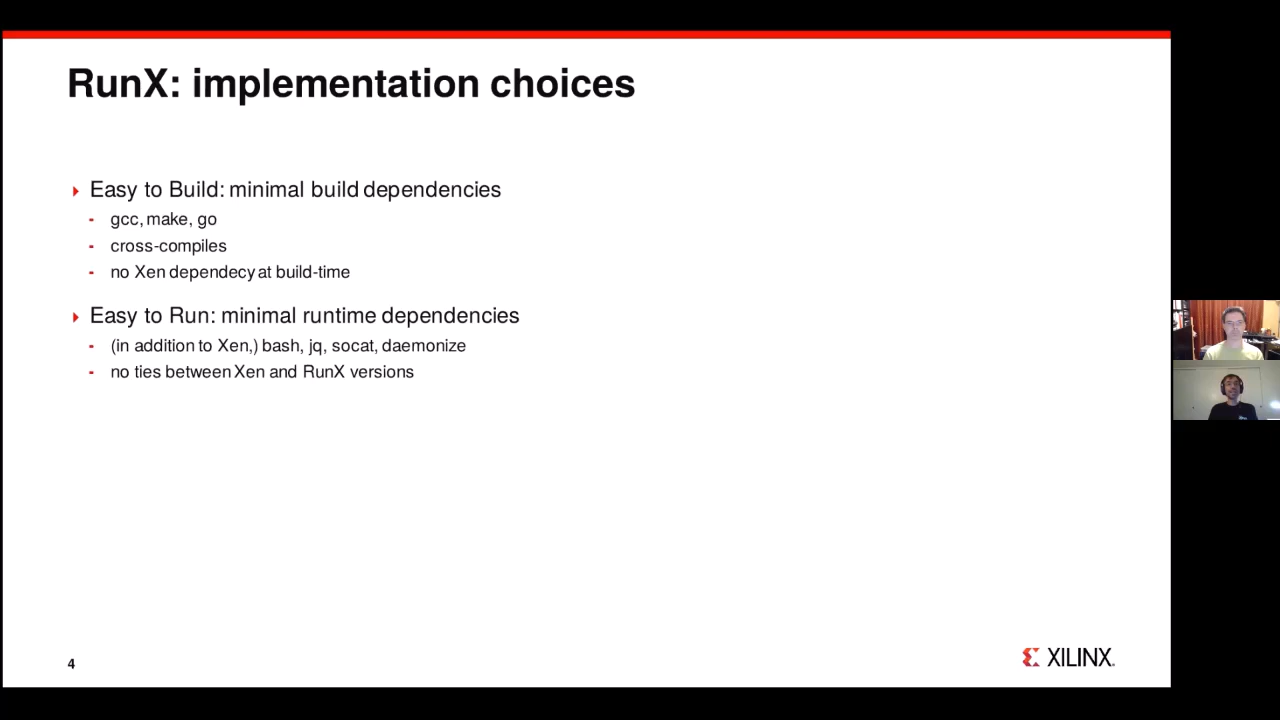 RunX: implementation choices
Easy to Build: minimal build dependencies
- gcc, make, go
- cross-compiles
- no Xen dependecy at build-time
Easy to Run: minimal runtime dependencies
- (in addition to Xen,) bash, jq, socat, daemonize
- no ties between Xen and RunX versions
4
XILINX.